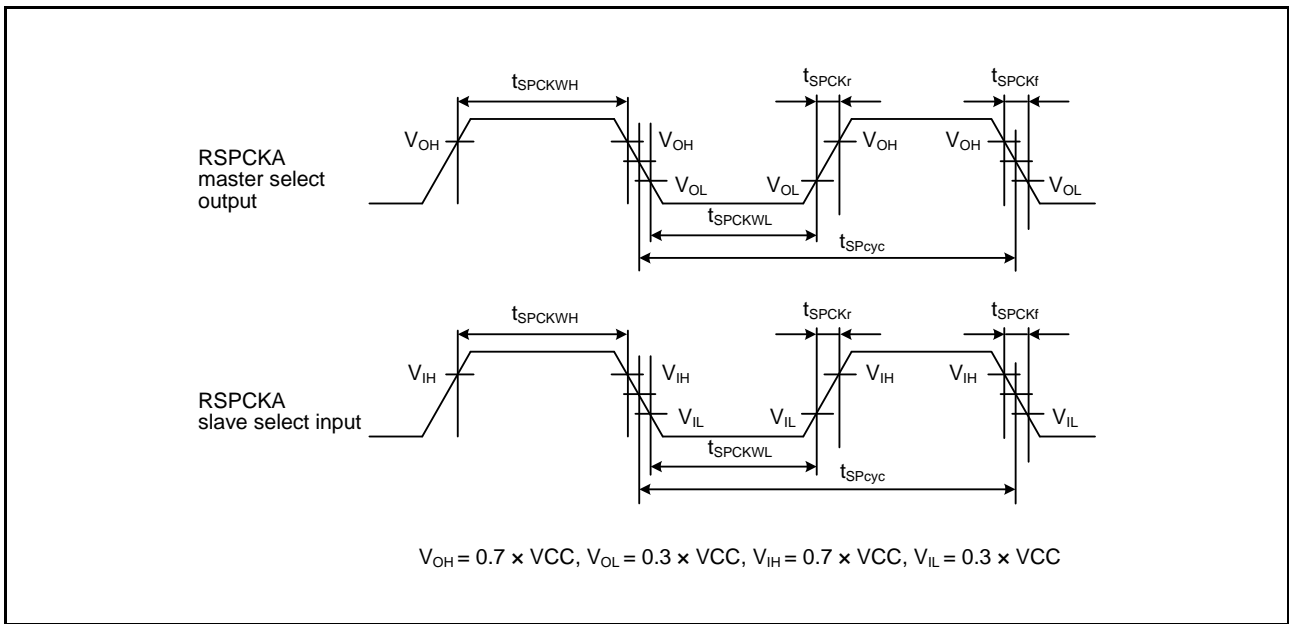 tSPCKWH
tSPCKr
tSPCKf
VOH
VOH
VOH
VOH
RSPCKA
master select
output
VOL
VOL
VOL
tSPCKWL
tSPcyc
tSPCKWH
tSPCKr
tSPCKf
VIH
VIH
VIH
VIH
RSPCKA
slave select input
VIL
VIL
VIL
tSPCKWL
tSPcyc
VOH = 0.7 × VCC, VOL = 0.3 × VCC, VIH = 0.7 × VCC, VIL = 0.3 × VCC